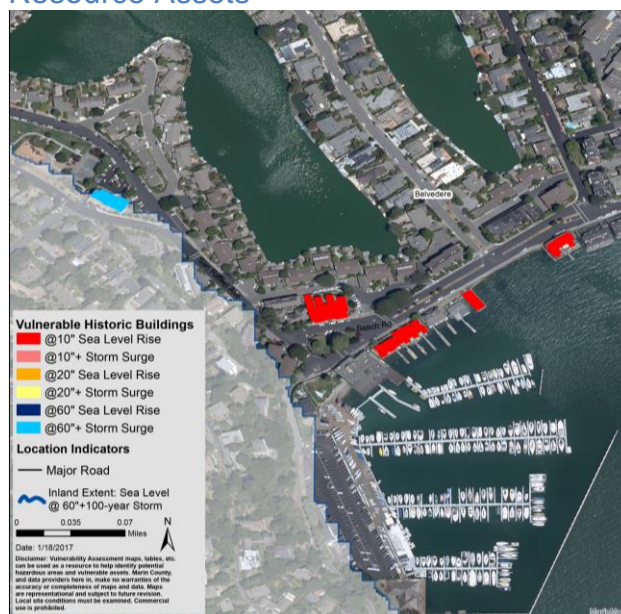 Resource Assets
Belvedere
Beach Rd
Vulnerable Historic Buildings
@10" Sea Level Rise
@10"+ Storm Surge
@20" Sea Level Rise
@20"+ Storm Surge
@60" Sea Level Rise
@60"+ Storm Surge
Location Indicators
Major Road
Inland Extent: Sea Level
@ 60"+100-year Storm
0 0.035 0.07
Miles
N
Date: 1/18/2017
Disclaimer: Vulnerability Assessment maps, tables, etc.
can be used as a resource to help identify potential
hazardous areas and vulnerable assets. Marin County,
and data providers here in, make no warranties of the
accuracy or completeness of maps and data. Maps
are representational and subject to future revision.
Local site conditions must be examined. Commercial
use is prohibited.